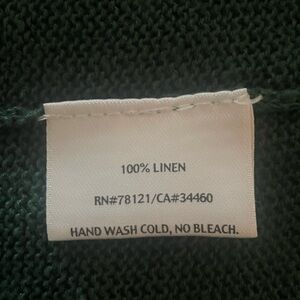 100% LINEN
RN#78121/CA#34460
HAND WASH COLD, NO BLEACH.